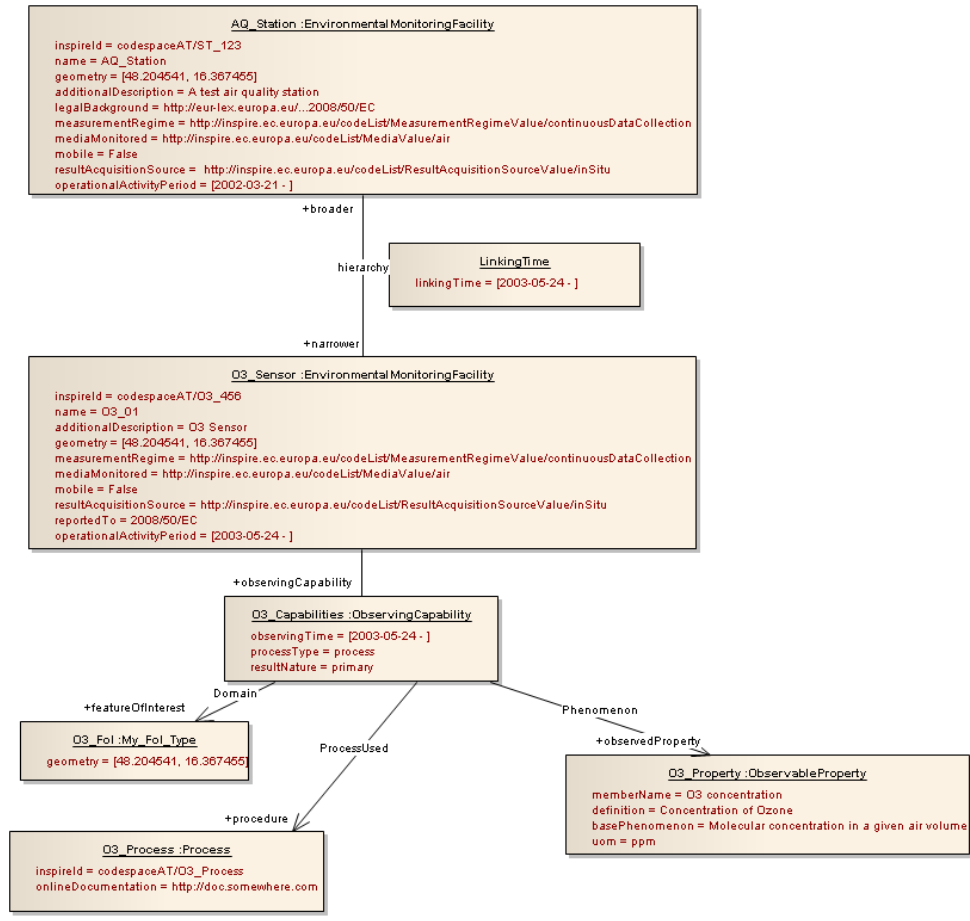 AQ_Station :EnvironmentalMonitoringFacility
inspireId = codespaceAT/ST_123
name = AQ_Station
geometry = [48.204541, 16.367455]
additionalDescription = A test air quality station
legalBackground = http://eur-lex.europa.eu/...2008/50/EC
measurementRegime = http://inspire.ec.europa.eu/codeList/MeasurementRegimeValue/continuousDataCollection
mediaMonitored = http://inspire.ec.europa.eu/codeList/MediaValue/air
mobile = False
resultAcquisitionSource = http://inspire.ec.europa.eu/codeList/ResultAcquisitionSourceValue/inSitu
operationalActivityPeriod = [2002-03-21 - ]
+broader
hierarchy
LinkingTime
linkingTime = [2003-05-24 - ]
+narrower
O3_Sensor :EnvironmentalMonitoringFacility
inspireId = codespaceAT/O3_456
name = O3_01
additionalDescription = O3 Sensor
geometry = [48.204541, 16.367455]
measurementRegime = http://inspire.ec.europa.eu/codeList/MeasurementRegimeValue/continuousDataCollection
mediaMonitored = http://inspire.ec.europa.eu/codeList/MediaValue/air
mobile = False
resultAcquisitionSource = http://inspire.ec.europa.eu/codeList/ResultAcquisitionSourceValue/inSitu
reportedTo = 2008/50/EC
operationalActivityPeriod = [2003-05-24 - ]
+observingCapability
O3_Capabilities :ObservingCapability
observingTime = [2003-05-24 - ]
processType = process
resultNature = primary
Domain
+featureOfInterest
O3_FoI :My_FoI_Type
geometry = [48.204541, 16.367455]
ProcessUsed
+procedure
O3_Process :Process
inspireId = codespaceAT/O3_Process
onlineDocumentation = http://doc.somewhere.com
Phenomenon
+observedProperty
O3_Property :ObservableProperty
memberName = O3 concentration
definition = Concentration of Ozone
basePhenomenon = Molecular concentration in a given air volume
uom = ppm